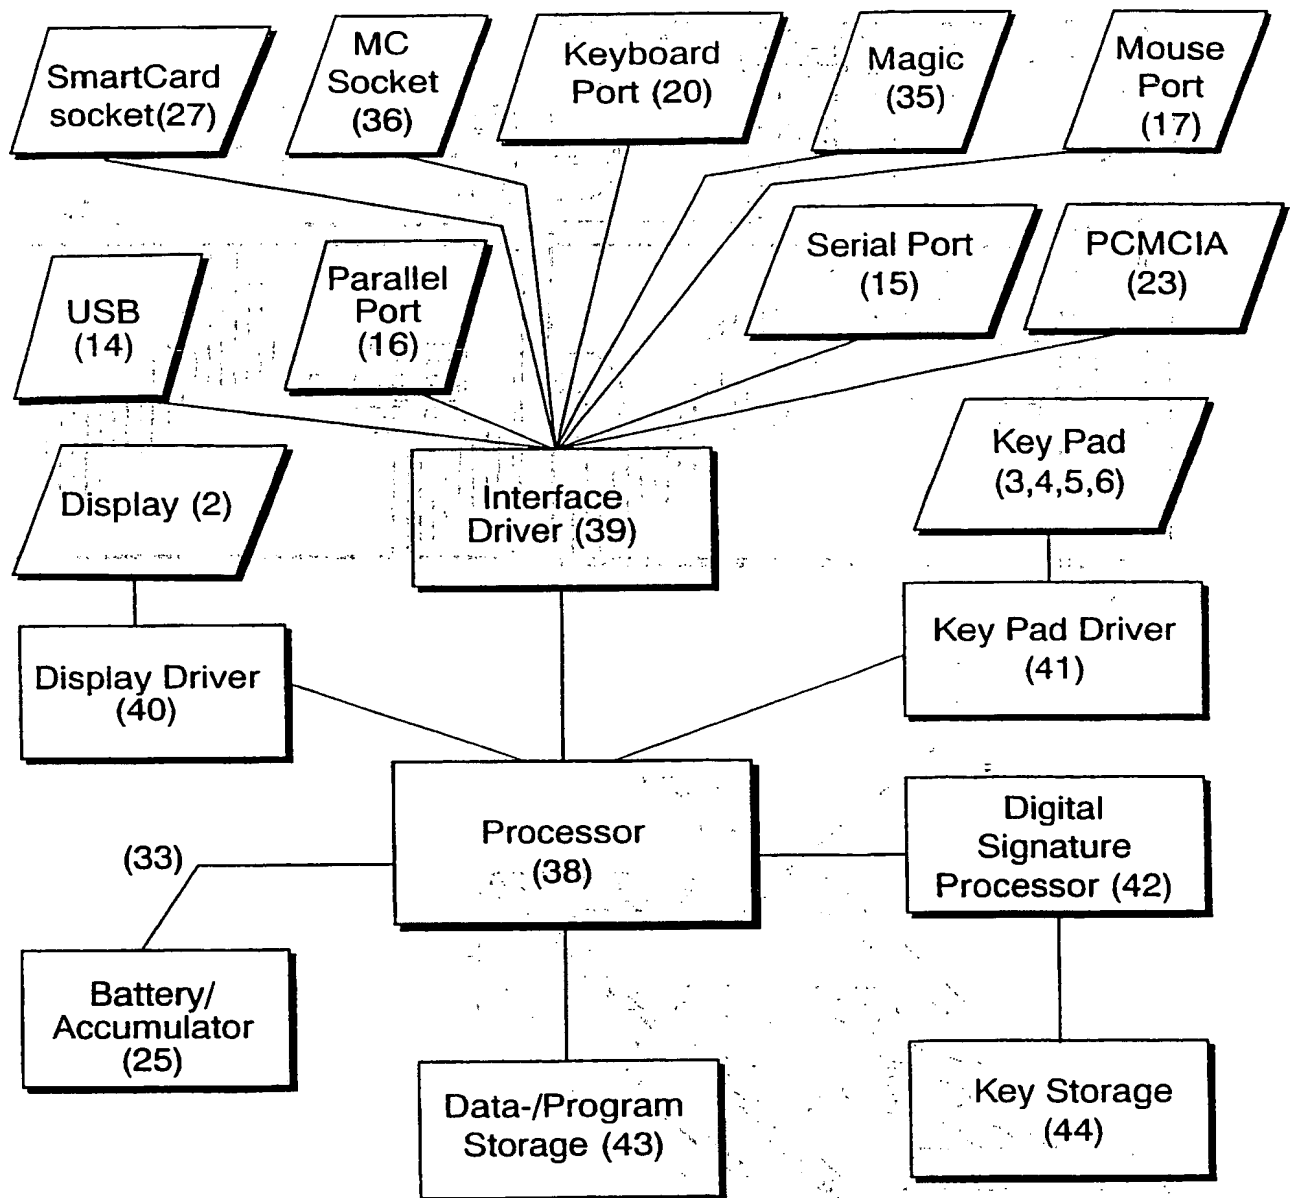 SmartCard
socket(27)
MC
Socket
(36)
Keyboard
Port (20)
Magic
(35)
Mouse
Port
(17)
USB
(14)
Parallel
Port
(16)
Serial Port
(15)
PCMCIA
(23)
Display (2)
Interface
Driver (39)
Key Pad
(3,4,5,6)
Display Driver
(40)
Key Pad Driver
(41)
Processor
(38)
Digital
Signature
Processor (42)
(33)
Battery/
Accumulator
(25)
Data-/Program
Storage (43)
Key Storage
(44)